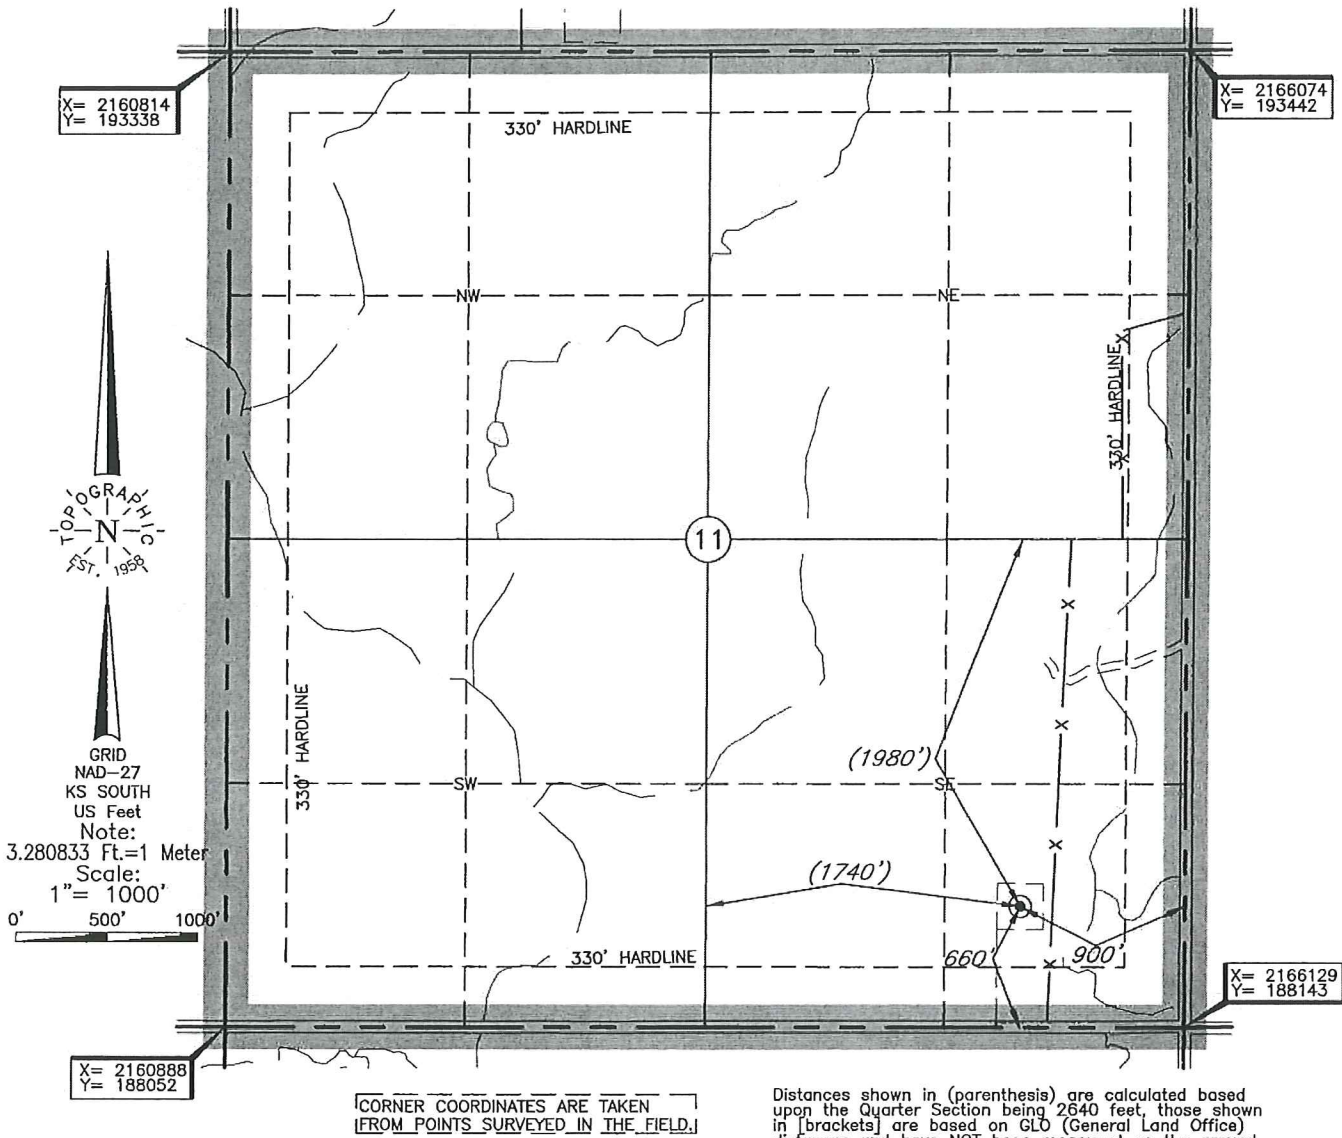 X= 2160814
Y= 193338
X= 2166074
Y= 193442
330' HARDLINE
NW
NE
330' HARDLINE
TOPOGRAPHIC
N
EST. 1958
11
330' HARDLINE
GRID
NAD-27
KS SOUTH
US Feet
Note:
3.280833 Ft.=1 Meter
Scale:
1"= 1000'
0' 500' 1000'
(1980')
SW
SE
(1740')
X
X
X
X
X
X
330' HARDLINE
660'
900'
X= 2166129
Y= 188143
X= 2160888
Y= 188052
CORNER COORDINATES ARE TAKEN
FROM POINTS SURVEYED IN THE FIELD.
Distances shown in (parenthesis) are calculated based
upon the Quarter Section being 2640 feet, those shown
in [brackets] are based on GLO (General Land Office)